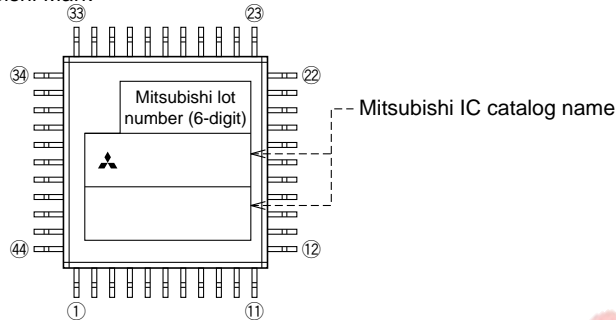 ㉝ ㉓
㉞ ㉒
Mitsubishi lot
number (6-digit)
Mitsubishi IC catalog name
㊹ ⑫
① ⑪